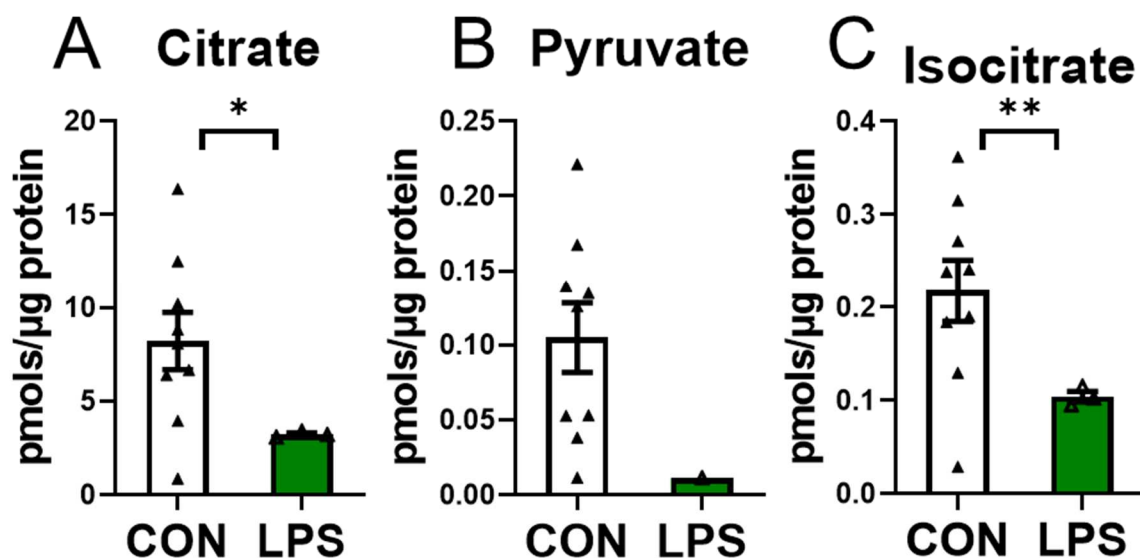 A Citrate
*
20
15
10
5
0
pmols/µg protein
CON LPS
B Pyruvate
0.25
0.20
0.15
0.10
0.05
0.00
pmols/µg protein
CON LPS
C Isocitrate
**
0.4
0.3
0.2
0.1
0.0
pmols/µg protein
CON LPS